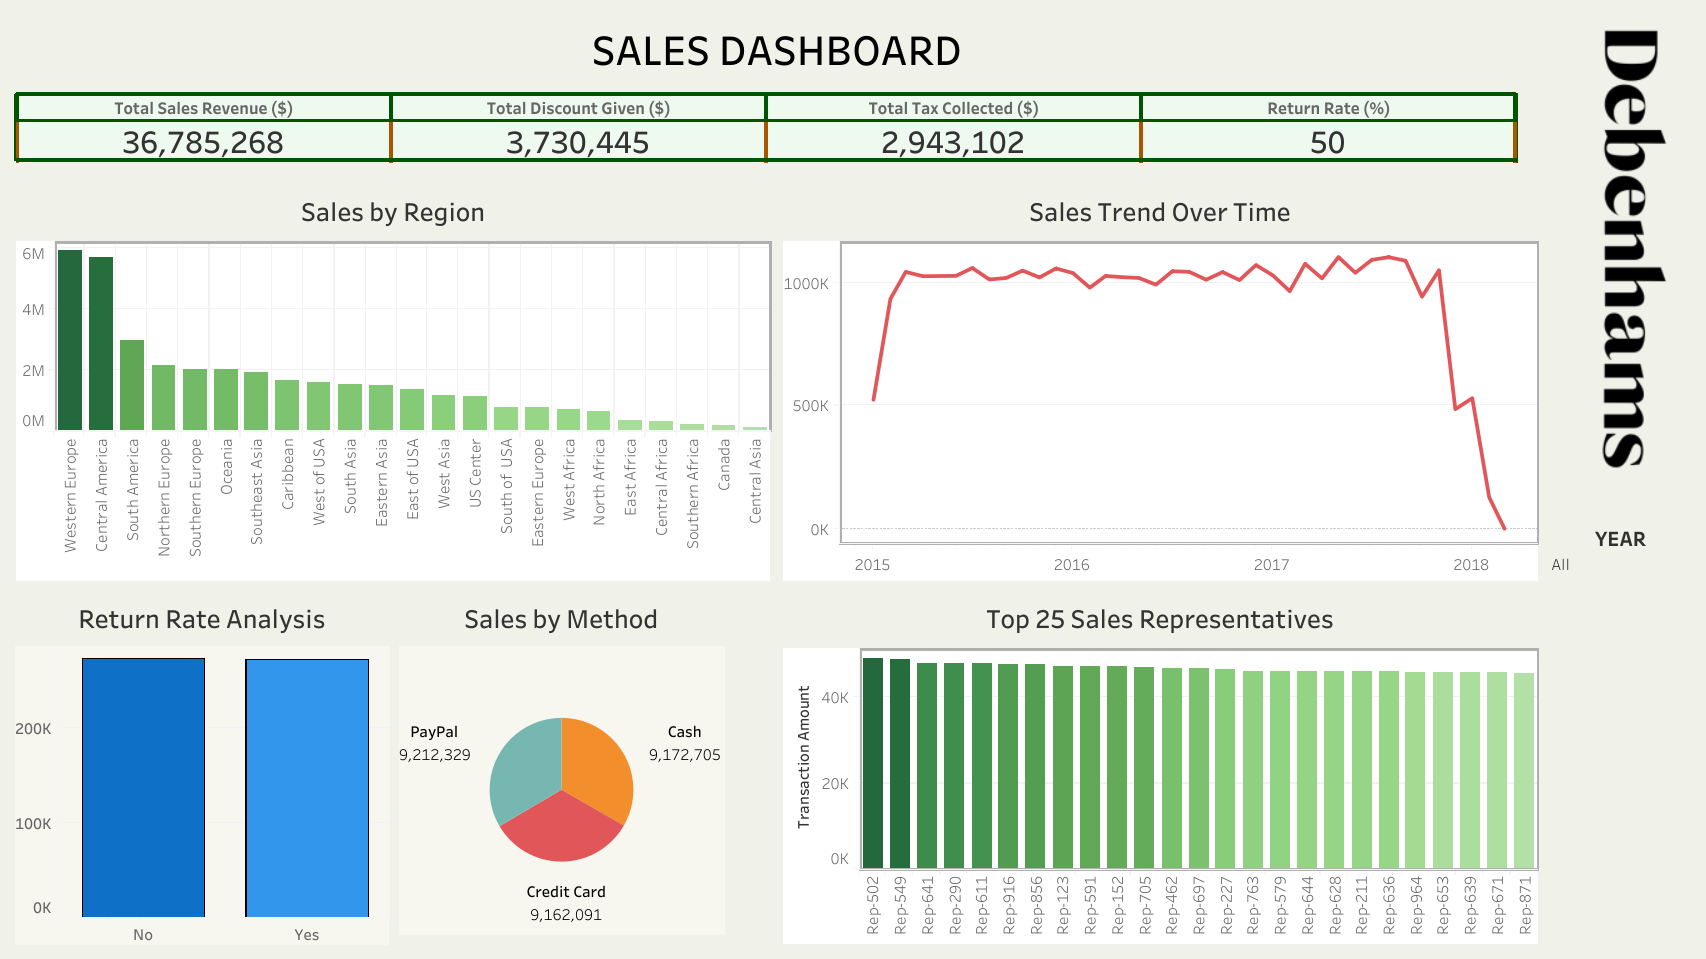 SALES DASHBOARD
Debenhams
Total Sales Revenue ($) Total Discount Given ($) Total Tax Collected ($) Return Rate (%)
36,785,268 3,730,445 2,943,102 50
Sales by Region
6M
4M
2M
0M
Western Europe
Central America
South America
Northern Europe
Southern Europe
Oceania
Southeast Asia
Caribbean
West of USA
South Asia
Eastern Asia
East of USA
West Asia
US Center
South of USA
Eastern Europe
West Africa
North Africa
East Africa
Central Africa
Southern Africa
Canada
Central Asia
Sales Trend Over Time
1000K
500K
0K
2015 2016 2017 2018
YEAR
All
Return Rate Analysis
200K
100K
0K
No Yes
Sales by Method
PayPal
9,212,329
Cash
9,172,705
Credit Card
9,162,091
Top 25 Sales Representatives
Transaction Amount
40K
20K
0K
Rep-502
Rep-549
Rep-641
Rep-290
Rep-611
Rep-916
Rep-856
Rep-123
Rep-591
Rep-152
Rep-705
Rep-462
Rep-697
Rep-227
Rep-763
Rep-579
Rep-644
Rep-628
Rep-211
Rep-636
Rep-964
Rep-653
Rep-639
Rep-671
Rep-871